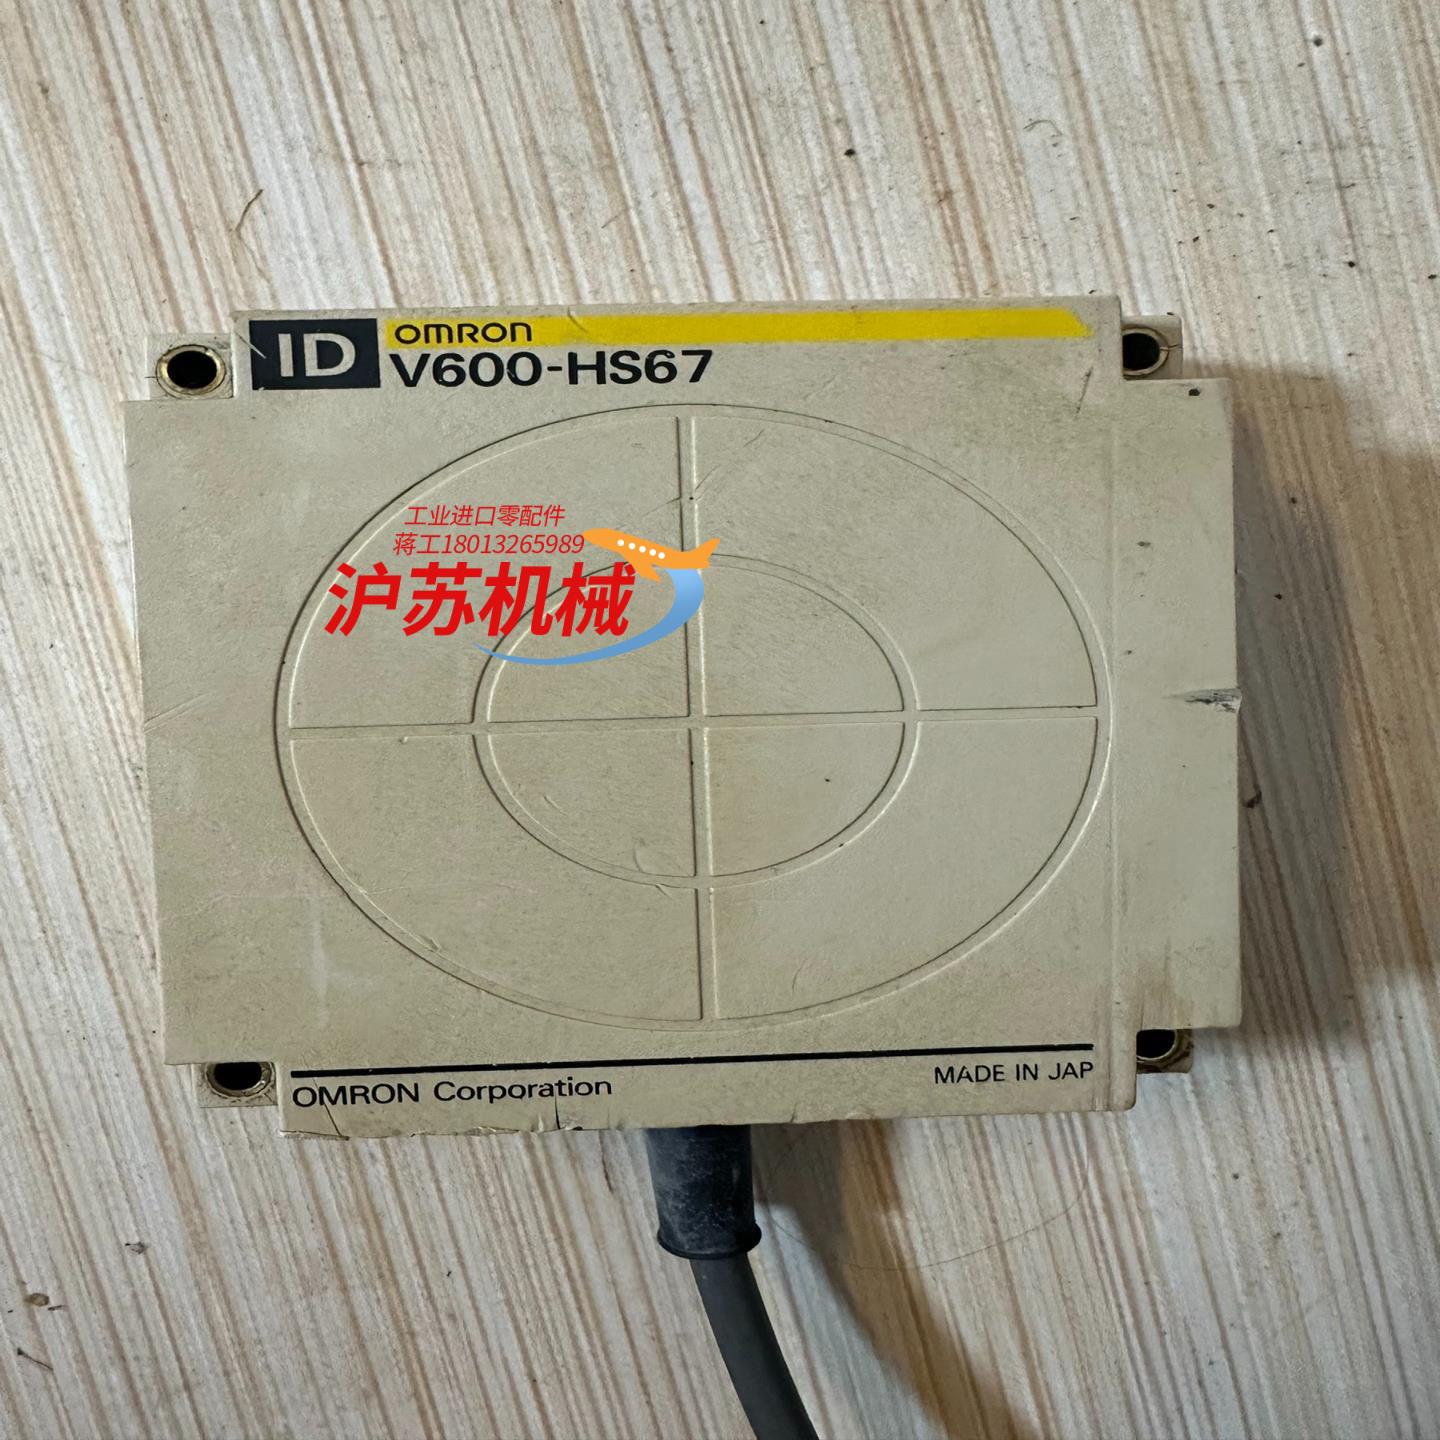 ID
OMRON
V600-HS67
工业进口零配件
蒋工18013265989
沪苏机械
OMRON Corporation
MADE IN JAP